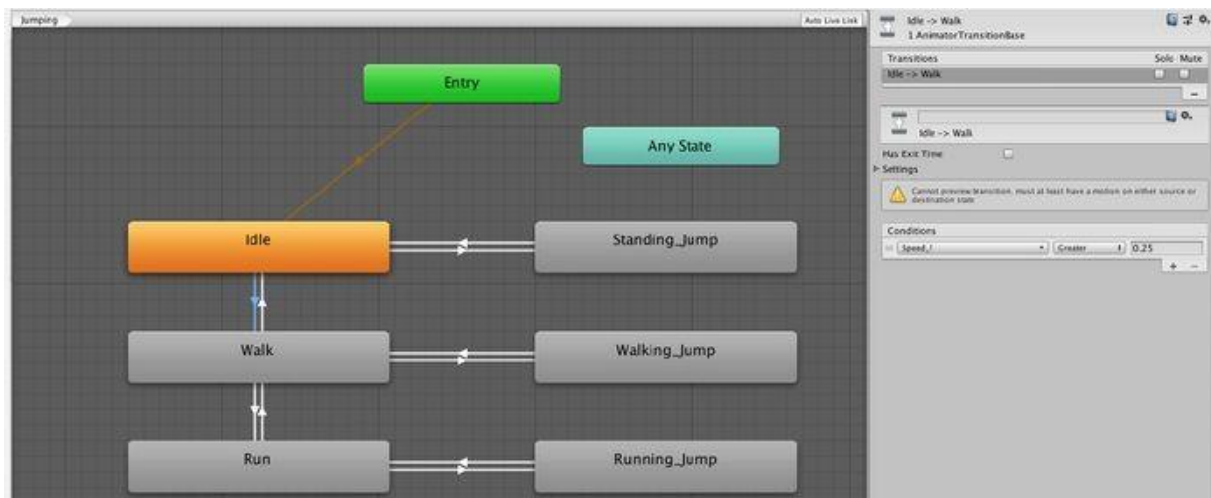 Jumping
Auto Live Link
Entry
Any State
Idle
Standing_Jump
Walk
Walking_Jump
Run
Running_Jump
Idle -> Walk
1 AnimatorTransitionBase
Transitions Solo Mute
Idle -> Walk
Idle -> Walk
Has Exit Time
Settings
Cannot preview transition, must at least have a motion on either source or
destination state
Conditions
Speed_f Greater 0.25